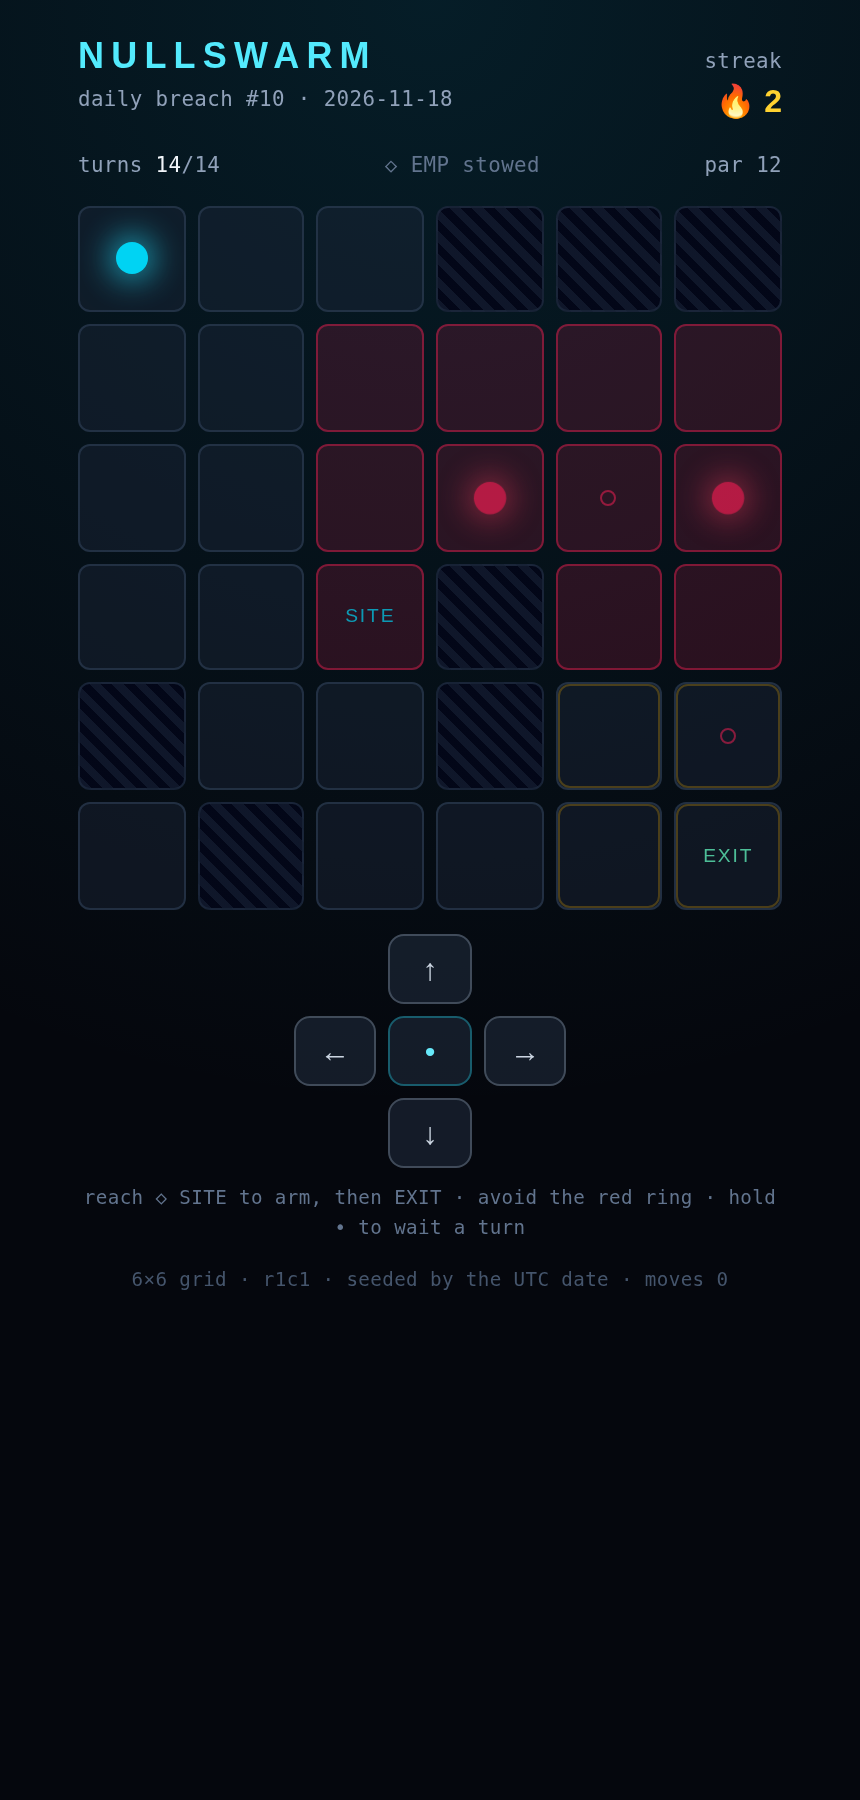 NULLSWARM
streak
daily breach #10 · 2026-11-18
🔥 2
turns 14/14
◇ EMP stowed
par 12
SITE
EXIT
↑
← • →
↓
reach ◇ SITE to arm, then EXIT · avoid the red ring · hold
• to wait a turn
6×6 grid · r1c1 · seeded by the UTC date · moves 0